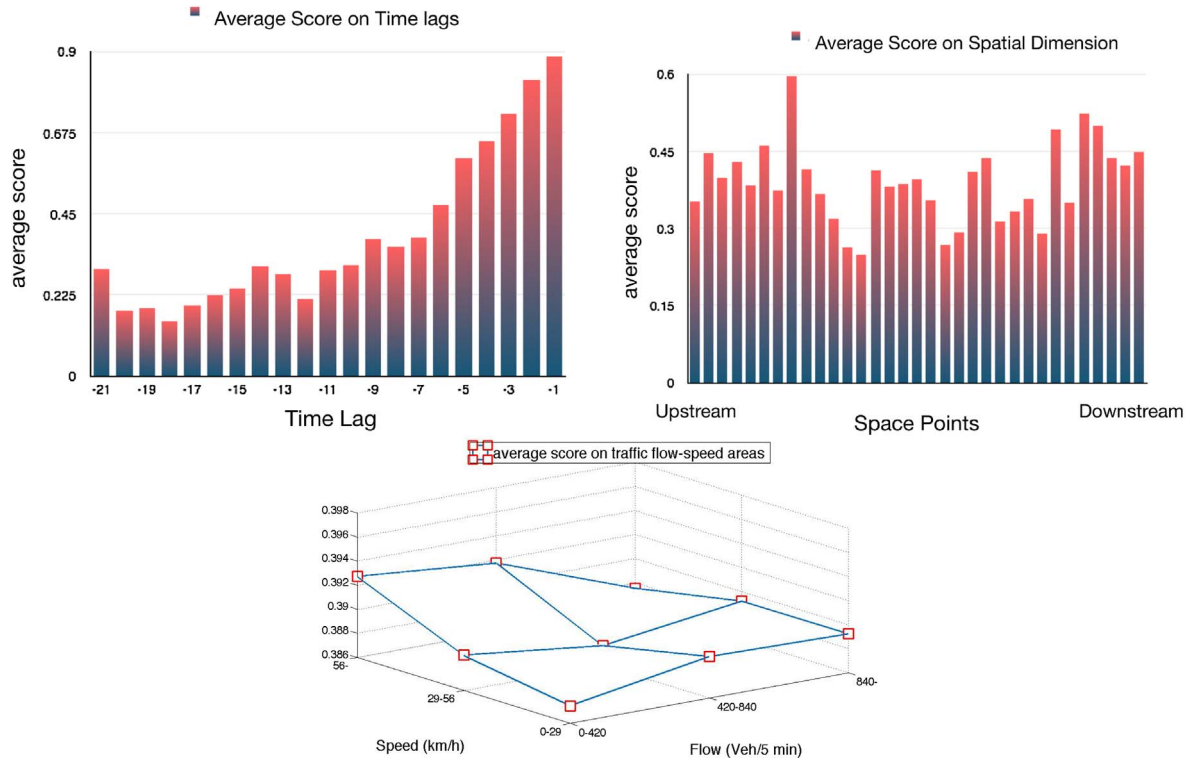 Average Score on Time lags
0.9
0.675
0.45
0.225
0
average score
-21 -19 -17 -15 -13 -11 -9 -7 -5 -3 -1
Time Lag
Average Score on Spatial Dimension
0.6
0.45
0.3
0.15
0
average score
Upstream
Downstream
Space Points
average score on traffic flow-speed areas
0.398
0.396
0.394
0.392
0.39
0.388
0.386
56-
29-56
0-29
0-420
420-840
840-
Speed (km/h)
Flow (Veh/5 min)